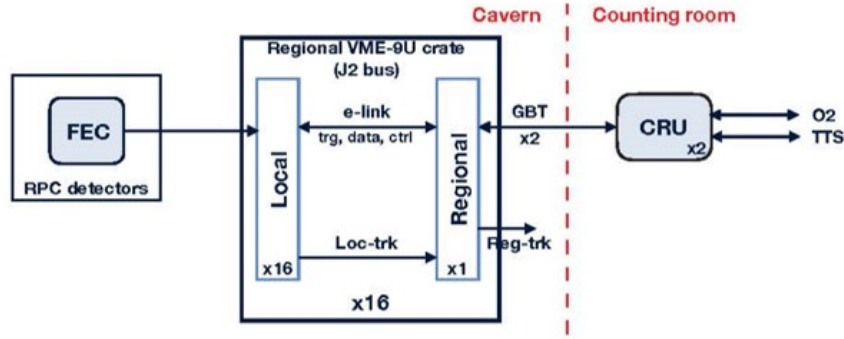 Cavern
Counting room
Regional VME-9U crate
(J2 bus)
FEC
RPC detectors
Local
x16
e-link
trg, data, ctrl
Loc-trk
Regional
x1
x16
GBT
x2
Reg-trk
CRU
x2
O2
TTS